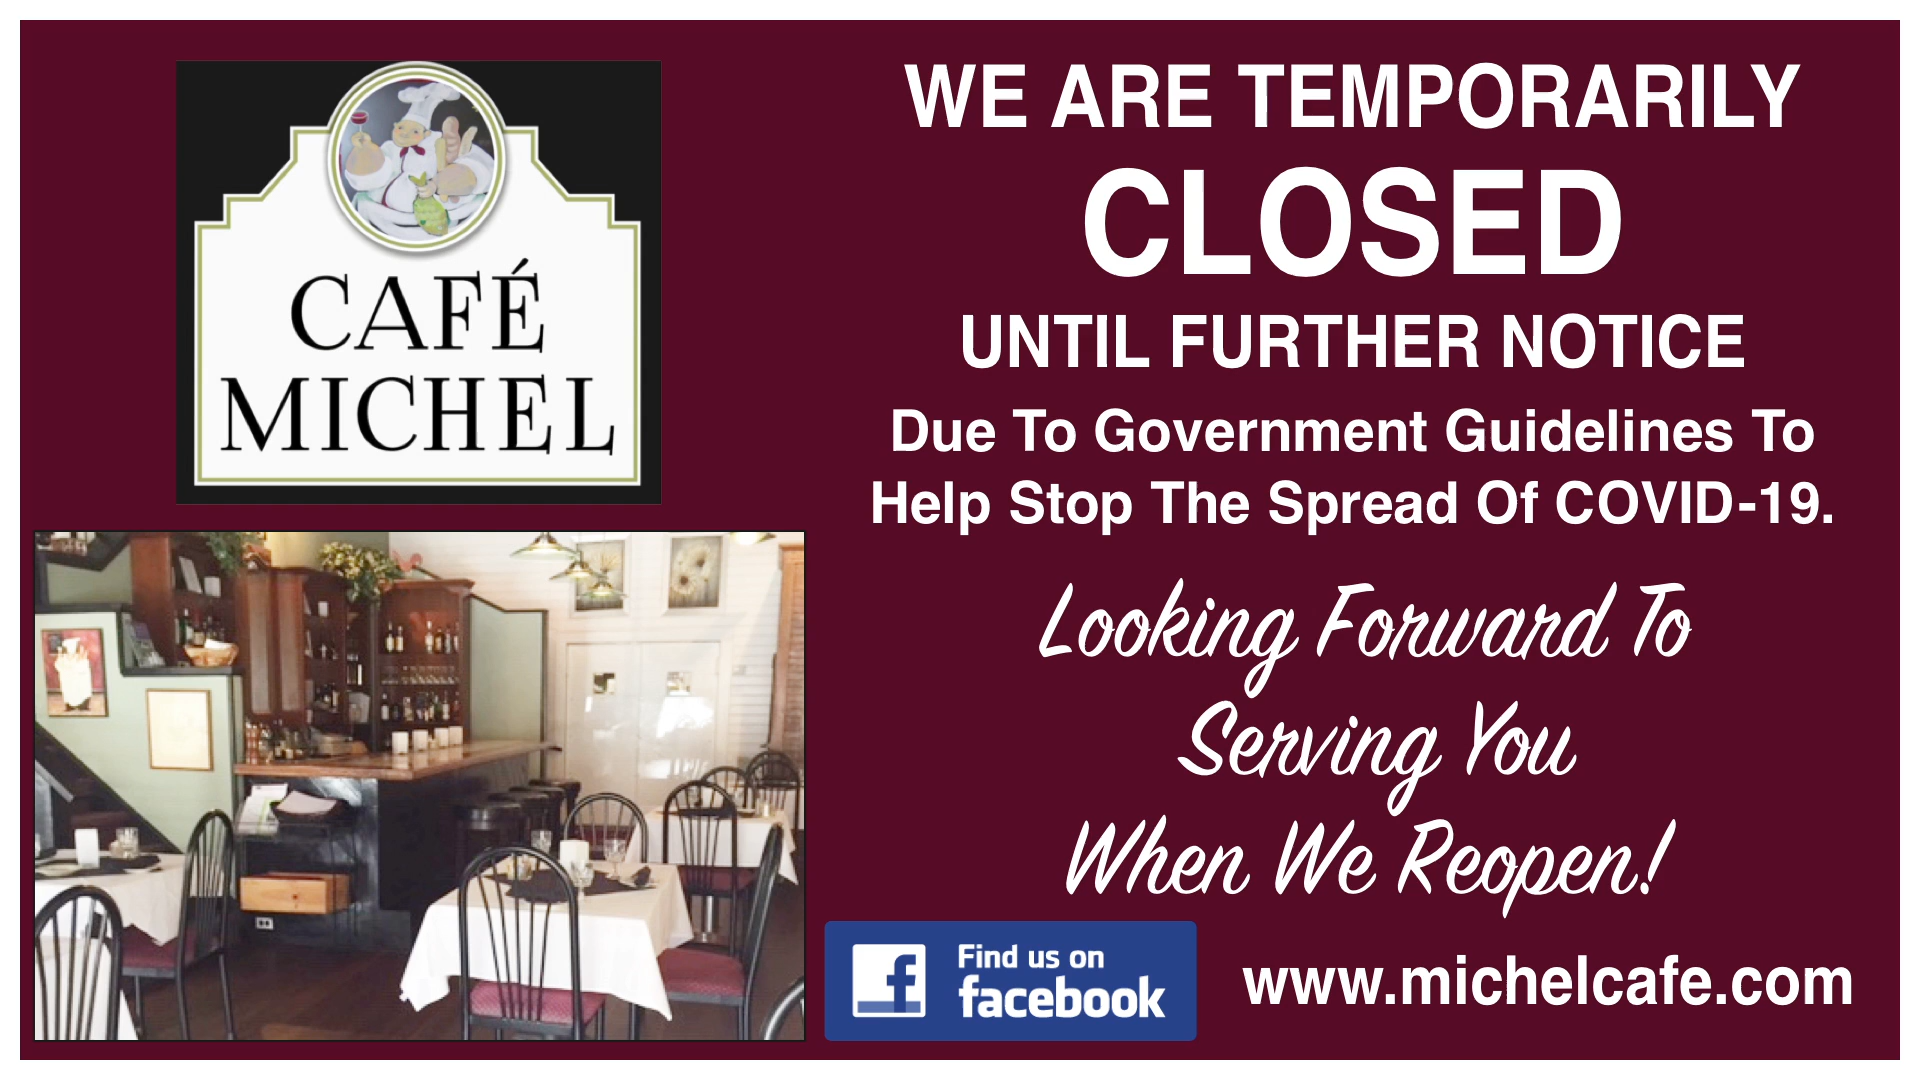 CAFÉ
MICHEL
WE ARE TEMPORARILY
CLOSED
UNTIL FURTHER NOTICE
Due To Government Guidelines To
Help Stop The Spread Of COVID-19.
Looking Forward To
Serving You
When We Reopen!
f Find us on
facebook
www.michelcafe.com